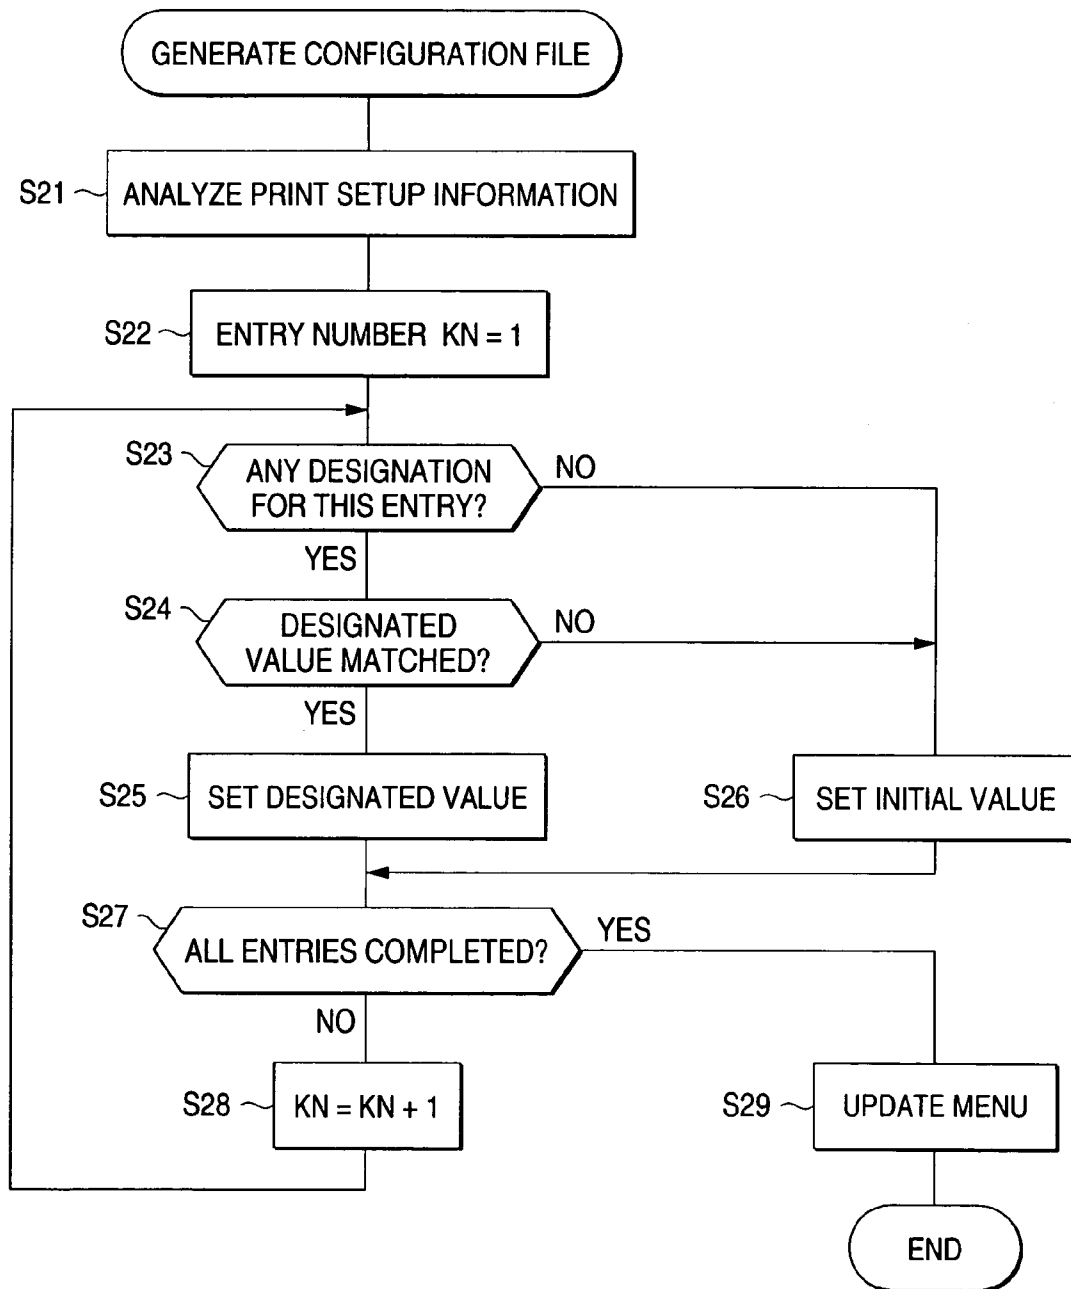 GENERATE CONFIGURATION FILE
S21
ANALYZE PRINT SETUP INFORMATION
S22
ENTRY NUMBER KN = 1
S23
ANY DESIGNATION
FOR THIS ENTRY?
NO
YES
S24
DESIGNATED
VALUE MATCHED?
NO
YES
S25
SET DESIGNATED VALUE
S26
SET INITIAL VALUE
S27
ALL ENTRIES COMPLETED?
YES
NO
S28
KN = KN + 1
S29
UPDATE MENU
END